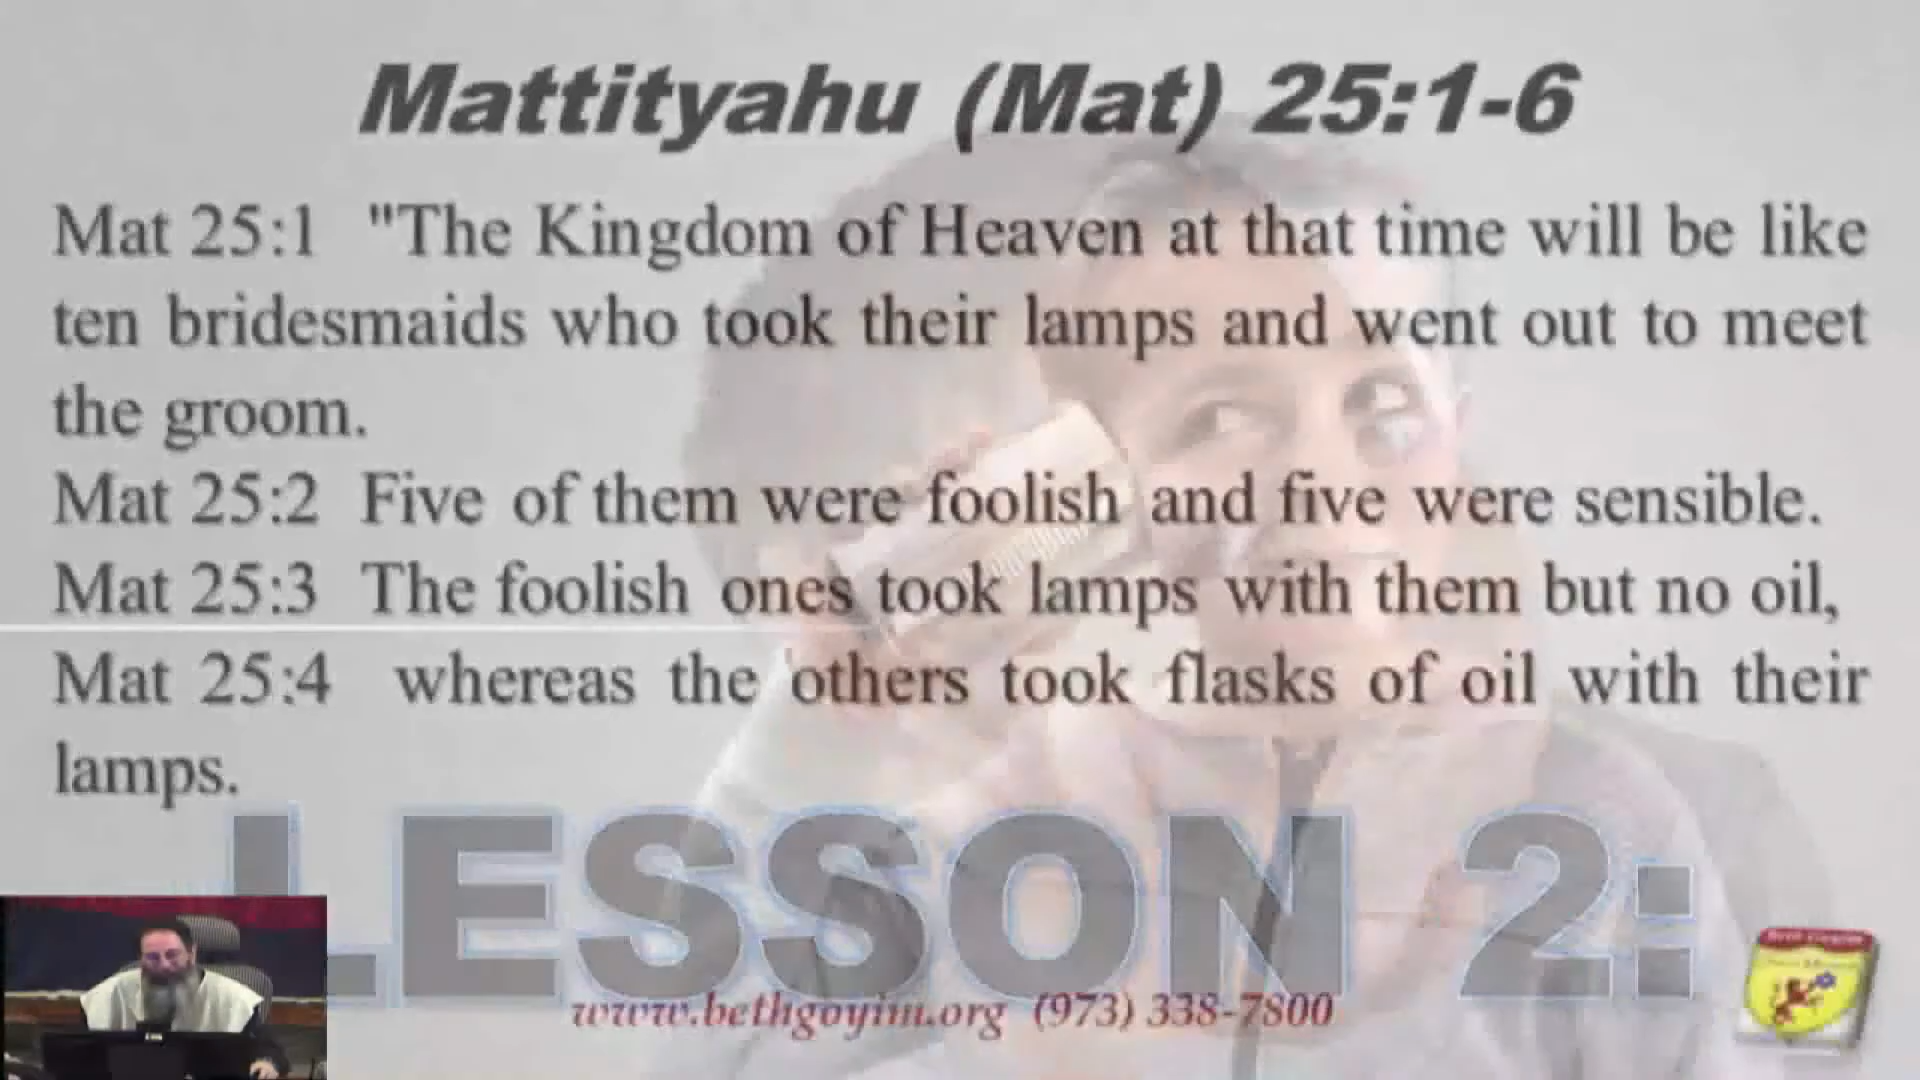 Mattityahu (Mat) 25:1-6
Mat 25:1 "The Kingdom of Heaven at that time will be like
ten bridesmaids who took their lamps and went out to meet
the groom.
Mat 25:2 Five of them were foolish and five were sensible.
Mat 25:3 The foolish ones took lamps with them but no oil,
Mat 25:4 whereas the others took flasks of oil with their
lamps.
LESSON 2:
www.bethgoyim.org (973) 338-7800